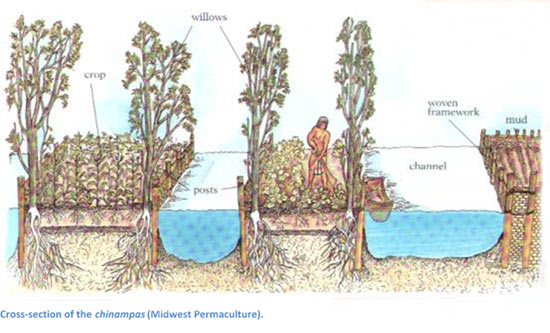 willows
crop
woven
framework
mud
channel
posts
Cross-section of the chinampas (Midwest Permaculture).